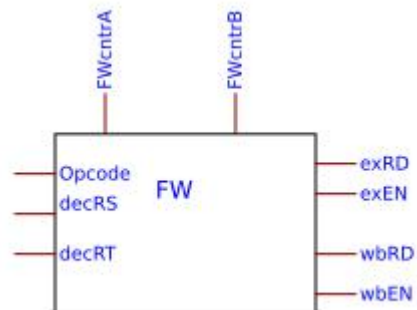 FWcntrA
FWcntrB
Opcode
FW
exRD
decRS
exEN
decRT
wbRD
wbEN